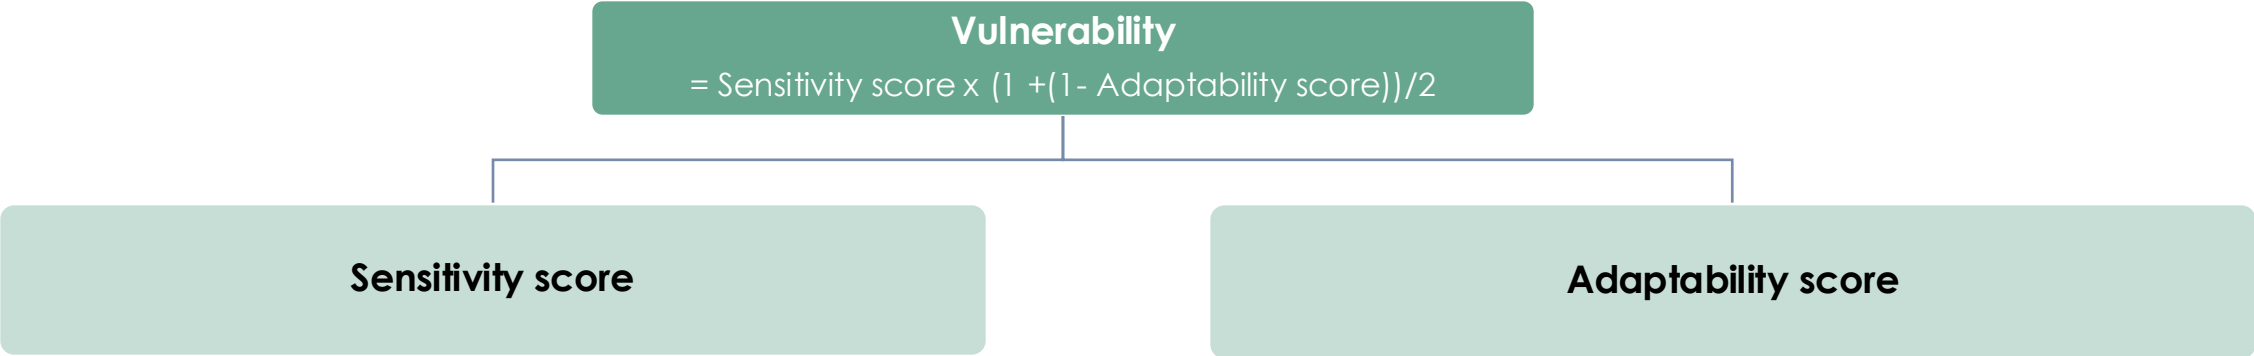 Vulnerability
= Sensitivity score x (1 +(1- Adaptability score))/2
Sensitivity score
Adaptability score